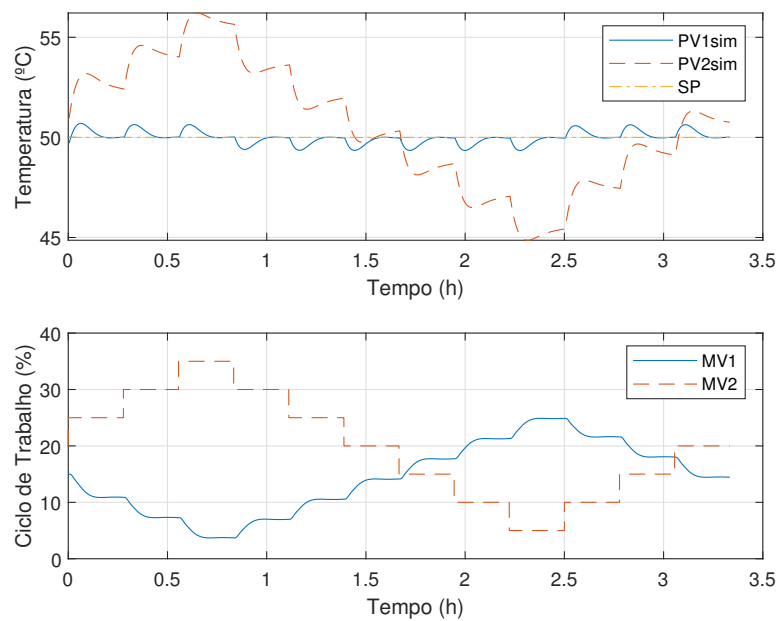 Temperatura (ºC)
55
50
45
0
0.5
1
1.5
2
2.5
3
3.5
Tempo (h)
PV1sim
PV2sim
SP
Ciclo de Trabalho (%)
40
30
20
10
0
0
0.5
1
1.5
2
2.5
3
3.5
Tempo (h)
MV1
MV2